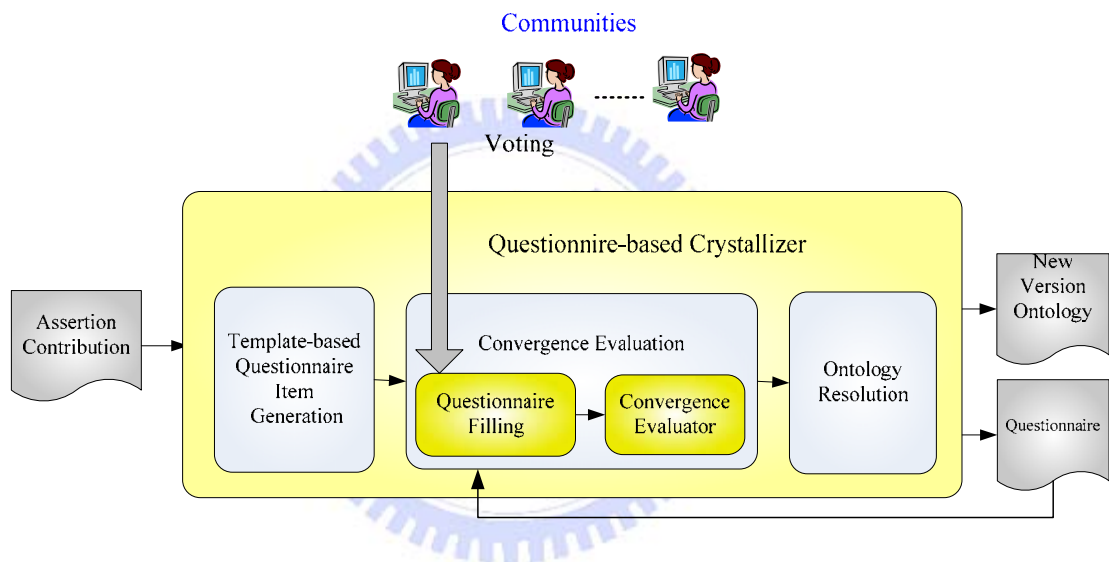 Communities
Voting
Questionnire-based Crystallizer
Assertion
Contribution
Template-based
Questionnaire
Item
Generation
Convergence Evaluation
Questionnaire
Filling
Convergence
Evaluator
Ontology
Resolution
New
Version
Ontology
Questionnaire